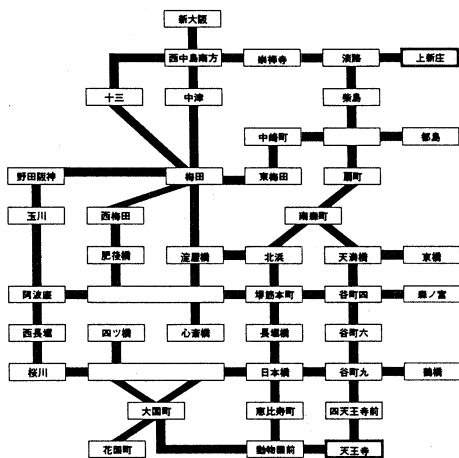 新大阪
西中島南方 崇禅寺 淡路 上新庄
十三 中津 柴島
中崎町 都島
野田阪神 梅田 東梅田 扇町
玉川 西梅田 南森町
肥後橋 淀屋橋 北浜 天満橋 京橋
阿波座 堺筋本町 谷町四 森ノ宮
西長堀 四ツ橋 心斎橋 長堀橋 谷町六
桜川 日本橋 谷町九 鶴橋
大国町 恵比寿町 四天王寺前
花園町 動物園前 天王寺